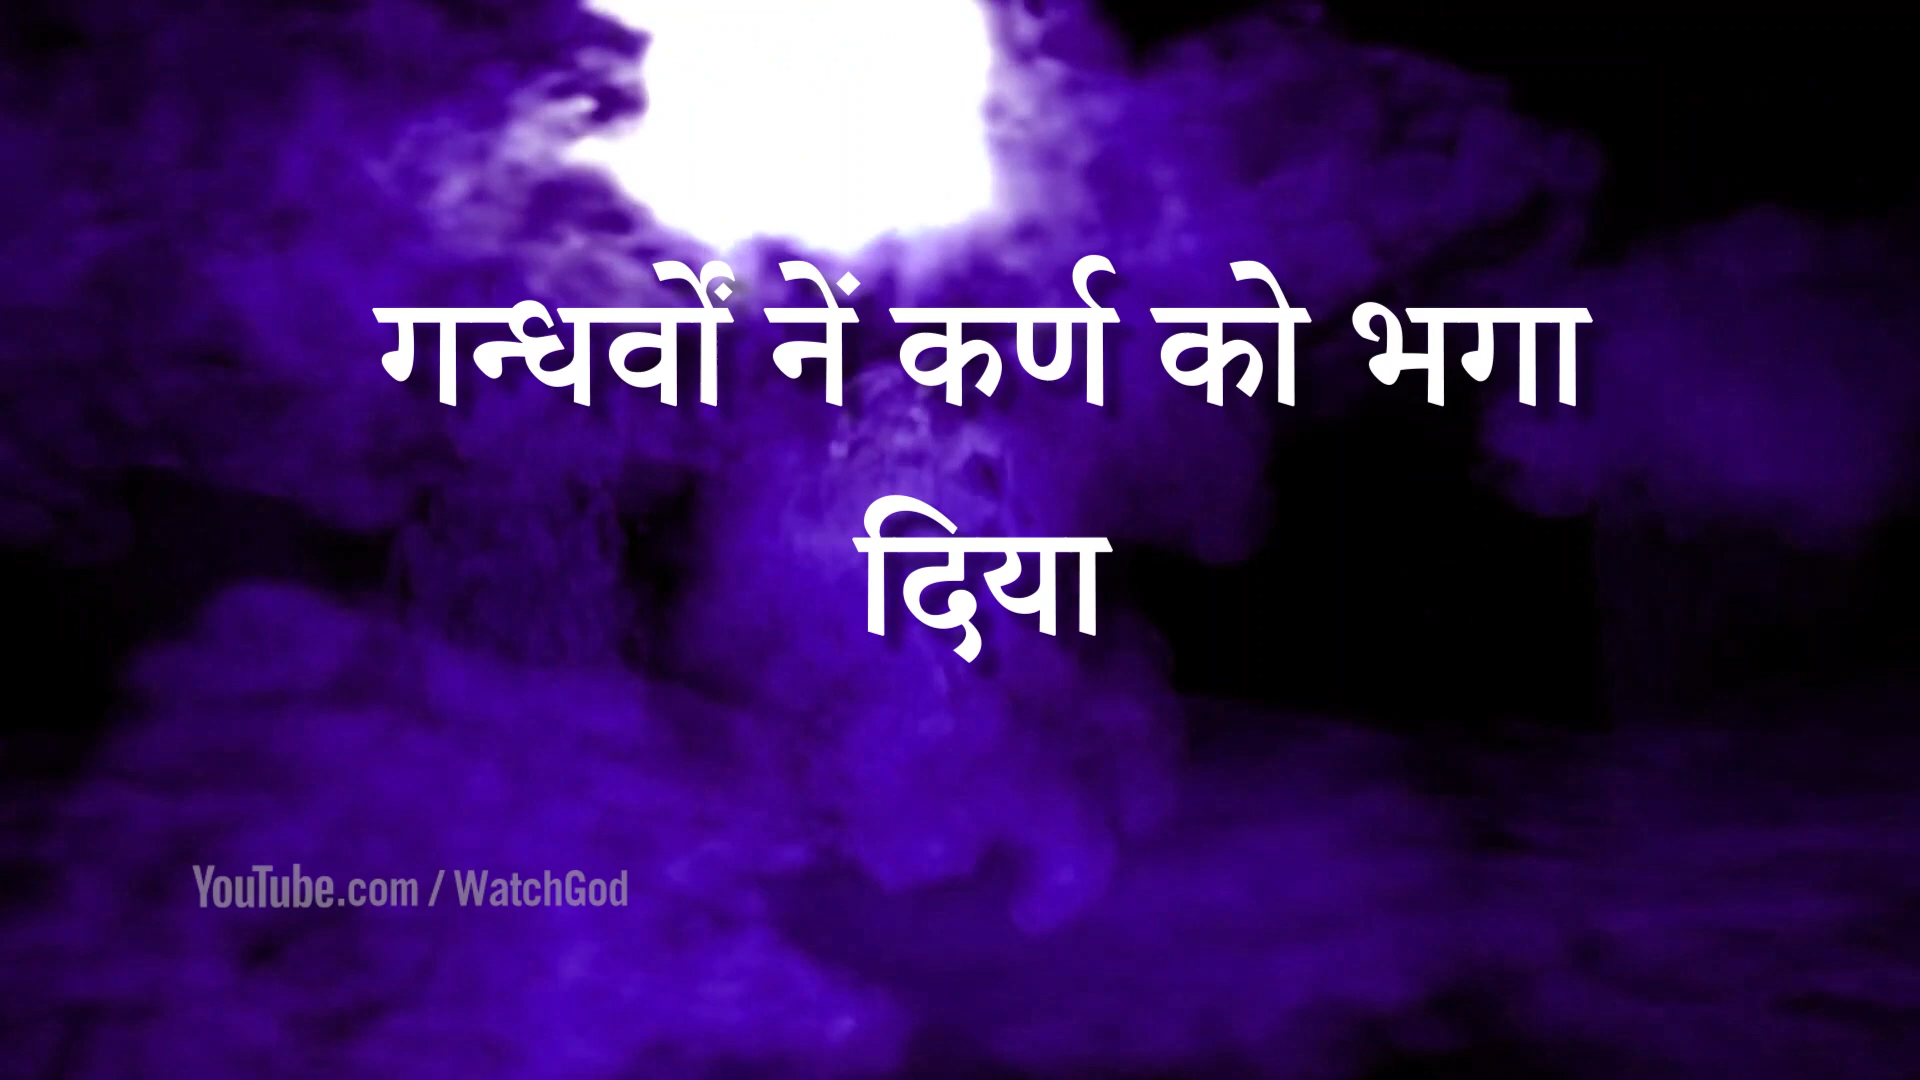 गन्धर्वों नें कर्ण को भगा
दिया
YouTube.com / WatchGod